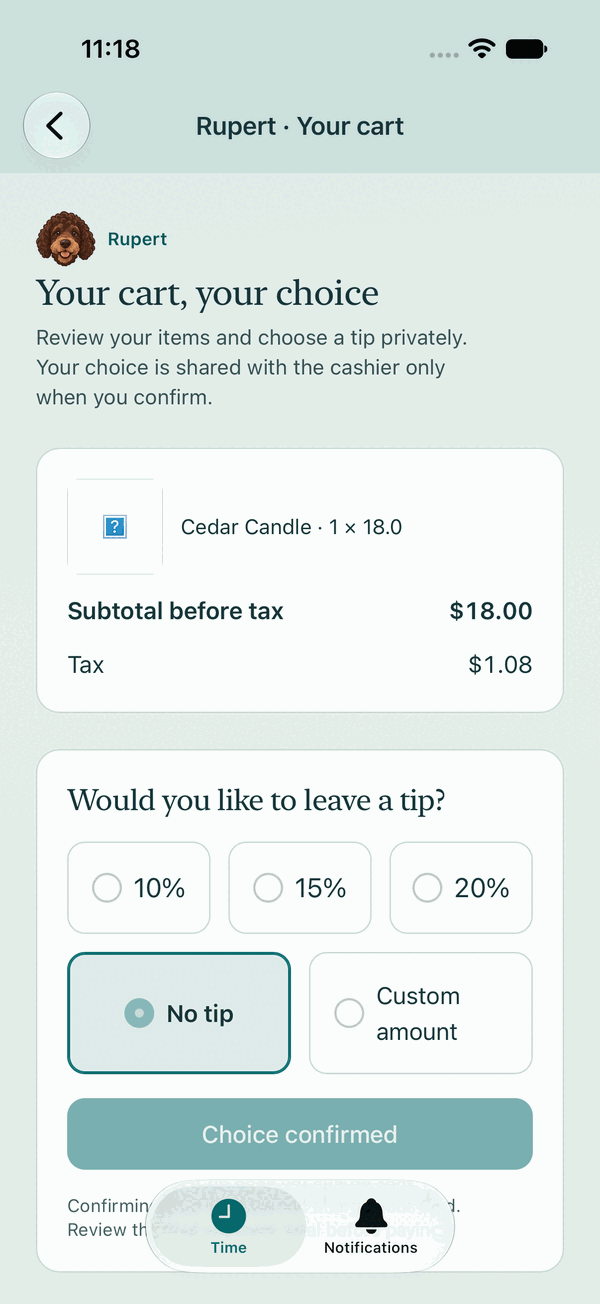 11:18
Rupert · Your cart
Rupert
Your cart, your choice
Review your items and choose a tip privately.
Your choice is shared with the cashier only
when you confirm.
?
Cedar Candle · 1 × 18.0
Subtotal before tax $18.00
Tax $1.08
Would you like to leave a tip?
10% 15% 20%
No tip
Custom
amount
Choice confirmed
Review
Time Notifications